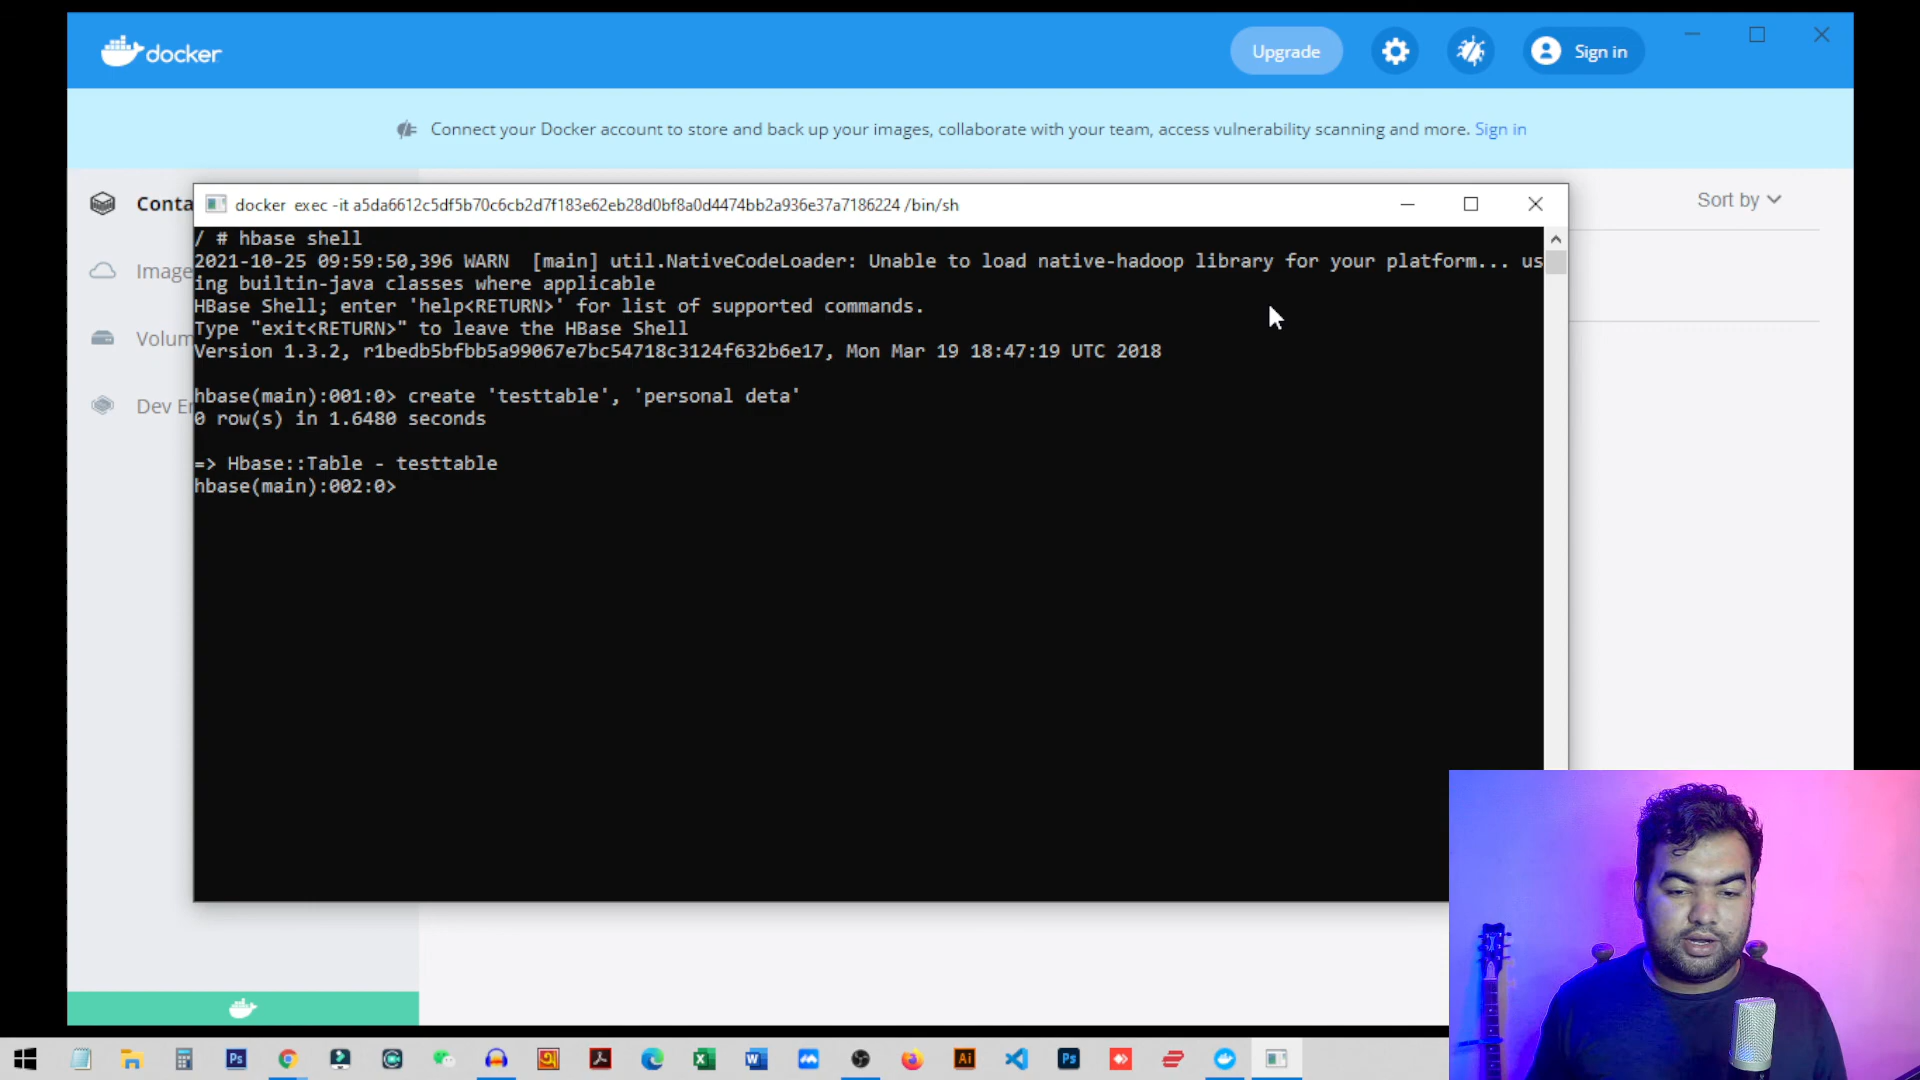 docker
Upgrade
Sign in
Connect your Docker account to store and back up your images, collaborate with your team, access vulnerability scanning and more. Sign in
Conta
Sort by
Image
Volum
Dev En
docker exec -it a5da6612c5df5b70c6cb2d7f183e62eb28d0bf8a0d4474bb2a936e37a7186224 /bin/sh
/ # hbase shell
2021-10-25 09:59:50,396 WARN  [main] util.NativeCodeLoader: Unable to load native-hadoop library for your platform... us
ing builtin-java classes where applicable
HBase Shell; enter 'help<RETURN>' for list of supported commands.
Type "exit<RETURN>" to leave the HBase Shell
Version 1.3.2, r1bedb5bfbb5a99067e7bc54718c3124f632b6e17, Mon Mar 19 18:47:19 UTC 2018
hbase(main):001:0> create 'testtable', 'personal deta'
0 row(s) in 1.6480 seconds
=> Hbase::Table - testtable
hbase(main):002:0>
Ps
Ai
Ps